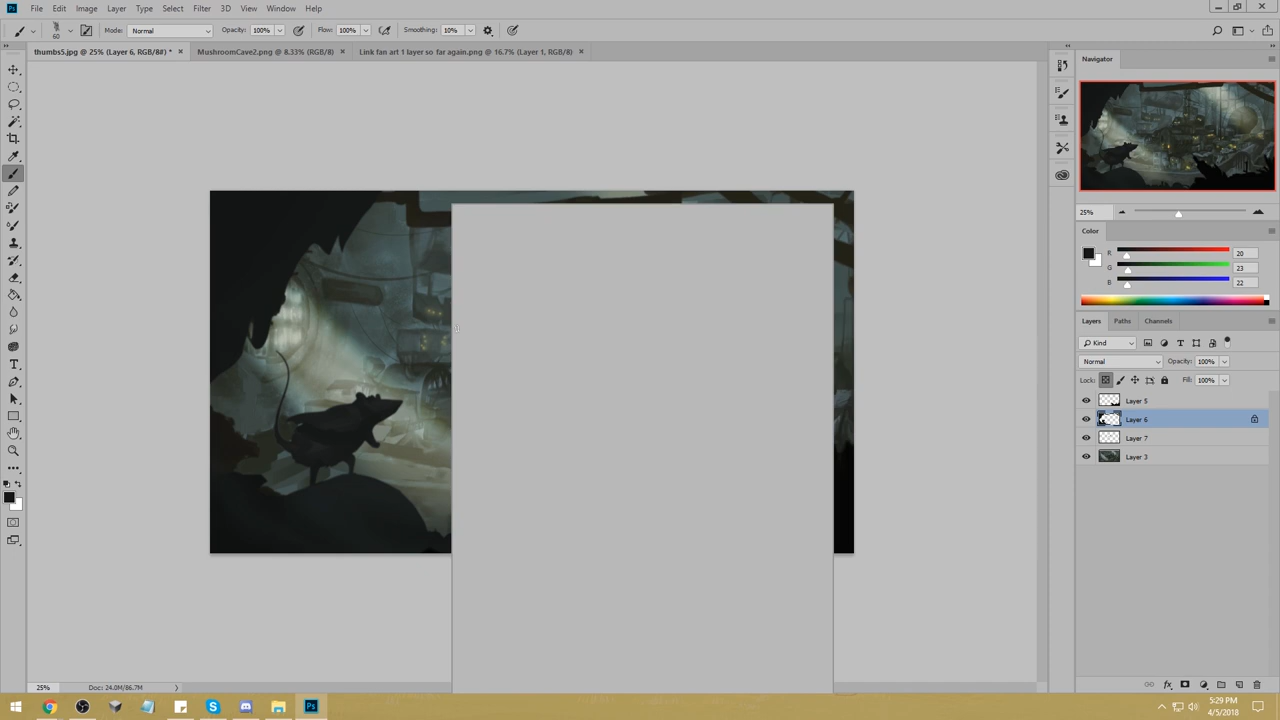 Ps File Edit Image Layer Type Select Filter 3D View Window Help
60 Mode: Normal Opacity: 100% Flow: 100% Smoothing: 10%
thumbs5.jpg @ 25% (Layer 6, RGB/8#) * × MushroomCave2.png @ 8.33% (RGB/8) × Link fan art 1 layer so far again.png @ 16.7% (Layer 1, RGB/8) ×
Navigator
25%
Color
R 20
G 23
B 22
Layers Paths Channels
Kind
Normal Opacity: 100%
Lock: Fill: 100%
Layer 5
Layer 6
Layer 7
Layer 3
25% Doc: 24.0M/86.7M
5:29 PM
4/5/2018